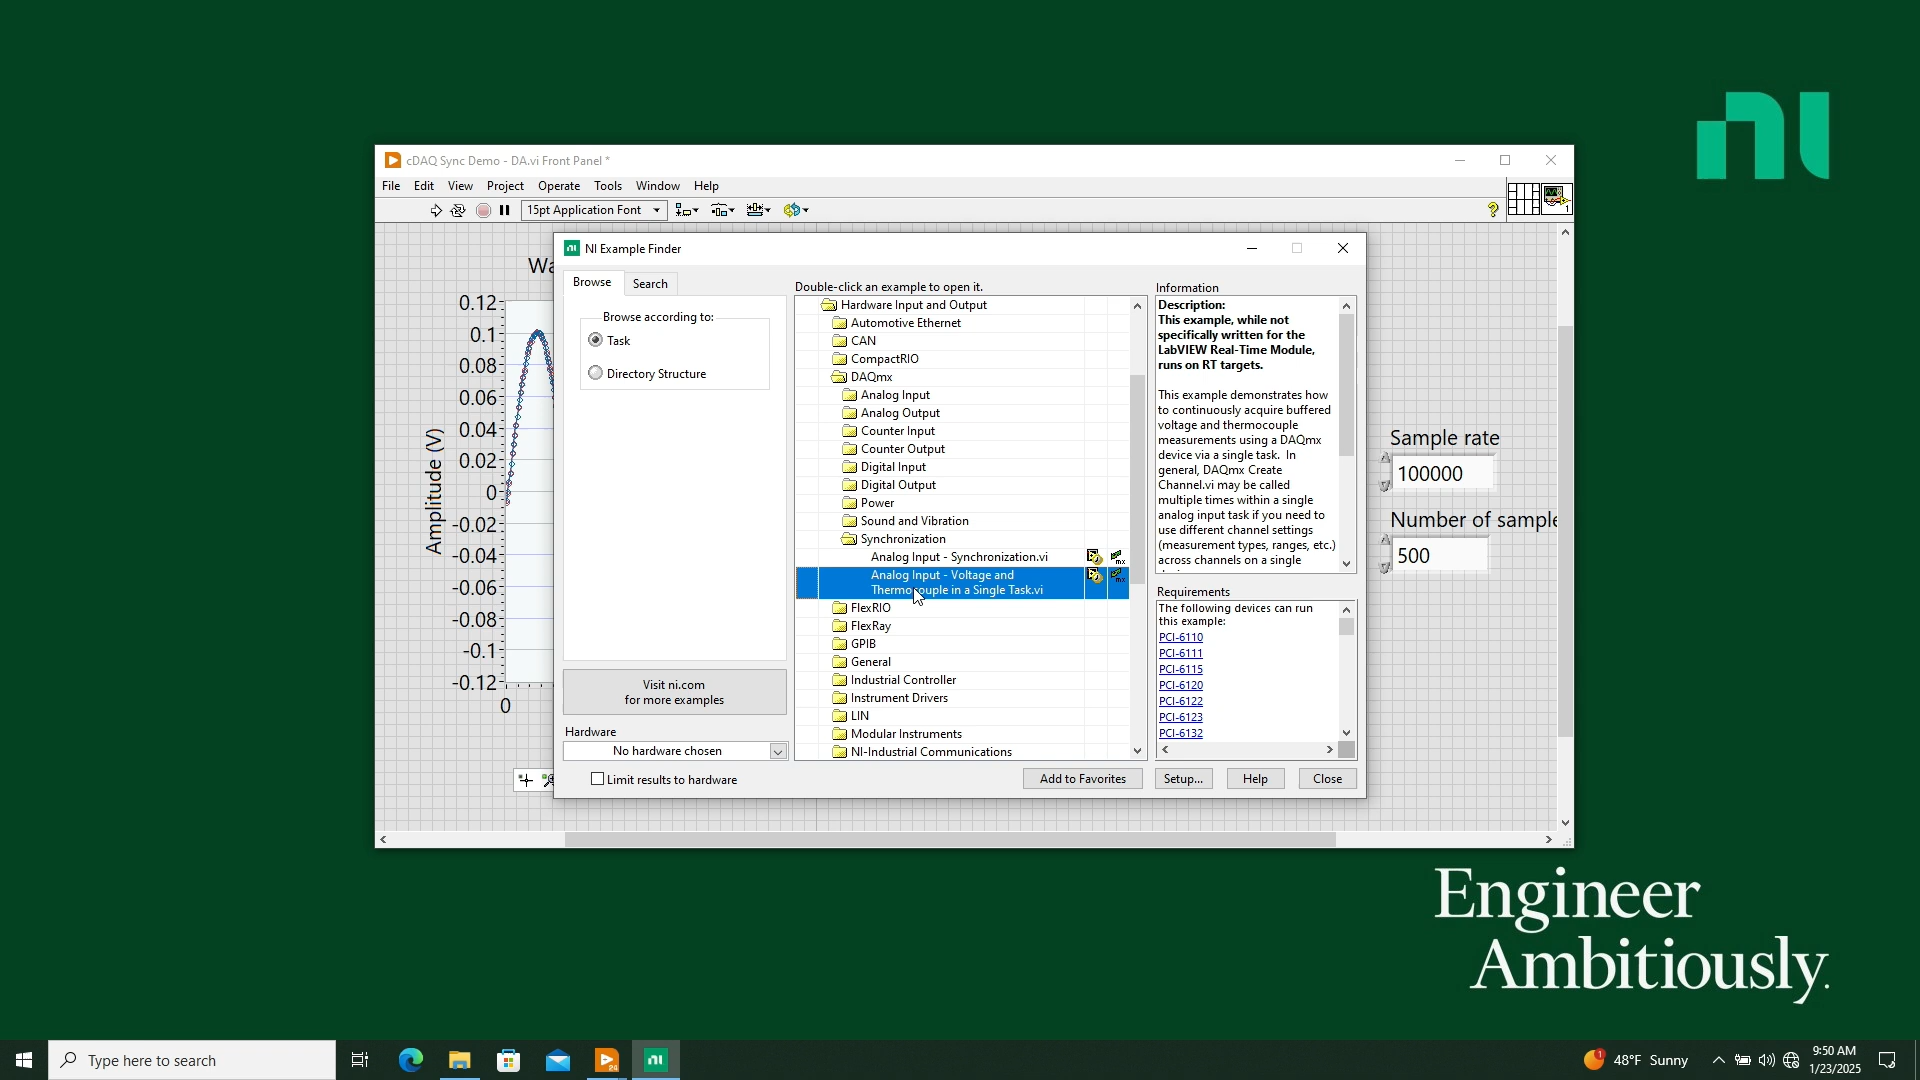 cDAQ Sync Demo - DA.vi Front Panel *
File Edit View Project Operate Tools Window Help
15pt Application Font
NI Example Finder
Browse
Search
Browse according to:
Task
Directory Structure
Visit ni.com
for more examples
Hardware
No hardware chosen
Limit results to hardware
Double-click an example to open it.
Hardware Input and Output
Automotive Ethernet
CAN
CompactRIO
DAQmx
Analog Input
Analog Output
Counter Input
Counter Output
Digital Input
Digital Output
Power
Sound and Vibration
Synchronization
Analog Input - Synchronization.vi
Analog Input - Voltage and
Thermocouple in a Single Task.vi
FlexRIO
FlexRay
GPIB
General
Industrial Controller
Instrument Drivers
LIN
Modular Instruments
NI-Industrial Communications
Information
Description:
This example, while not
specifically written for the
LabVIEW Real-Time Module,
runs on RT targets.
This example demonstrates how
to continuously acquire buffered
voltage and thermocouple
measurements using a DAQmx
device via a single task. In
general, DAQmx Create
Channel.vi may be called
multiple times within a single
analog input task if you need to
use different channel settings
(measurement types, ranges, etc.)
across channels on a single
Requirements
The following devices can run
this example:
PCI-6110
PCI-6111
PCI-6115
PCI-6120
PCI-6122
PCI-6123
PCI-6132
Add to Favorites
Setup...
Help
Close
Amplitude (V)
0.12
0.1
0.08
0.06
0.04
0.02
0
-0.02
-0.04
-0.06
-0.08
-0.1
-0.12
0
Sample rate
100000
Number of sample
500
Engineer
Ambitiously.
Type here to search
48°F Sunny
9:50 AM
1/23/2025